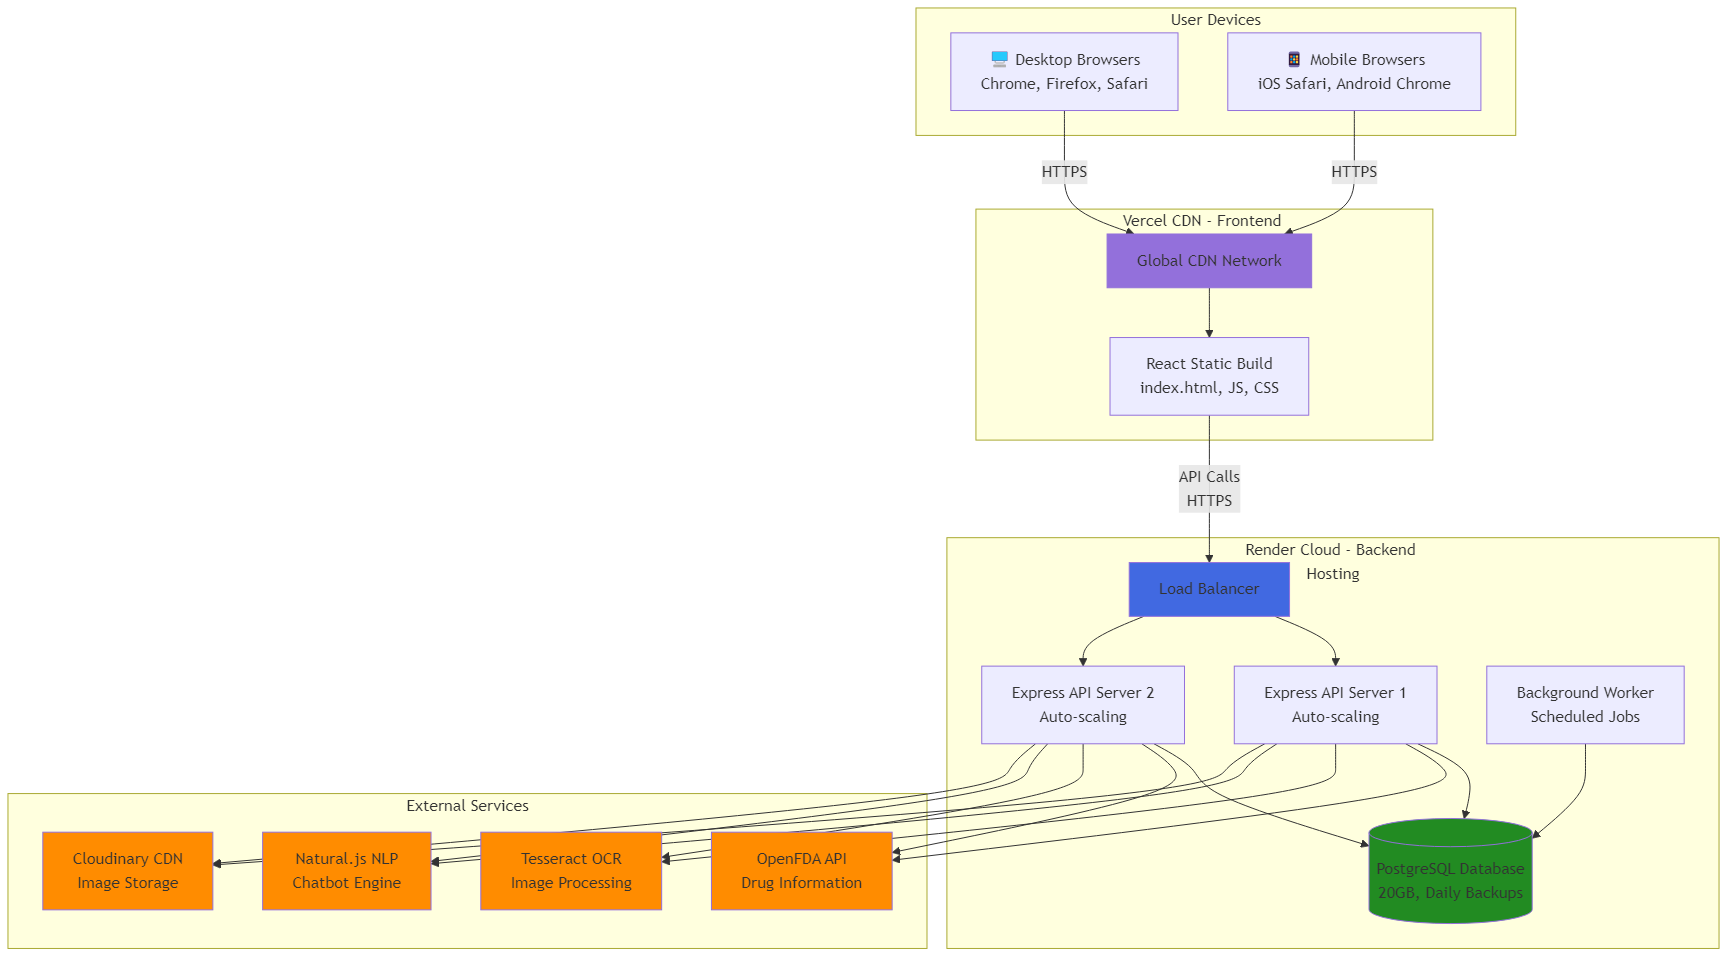 User Devices
Desktop Browsers
Chrome, Firefox, Safari
Mobile Browsers
iOS Safari, Android Chrome
HTTPS
HTTPS
Vercel CDN - Frontend
Global CDN Network
React Static Build
index.html, JS, CSS
API Calls
HTTPS
Render Cloud - Backend
Hosting
Load Balancer
Express API Server 2
Auto-scaling
Express API Server 1
Auto-scaling
Background Worker
Scheduled Jobs
External Services
Cloudinary CDN
Image Storage
Natural.js NLP
Chatbot Engine
Tesseract OCR
Image Processing
OpenFDA API
Drug Information
PostgreSQL Database
20GB, Daily Backups